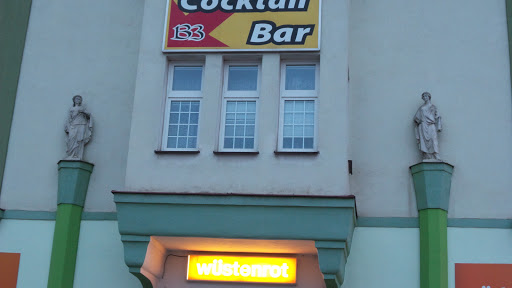 Cocktail
133 Bar
wüstenrot